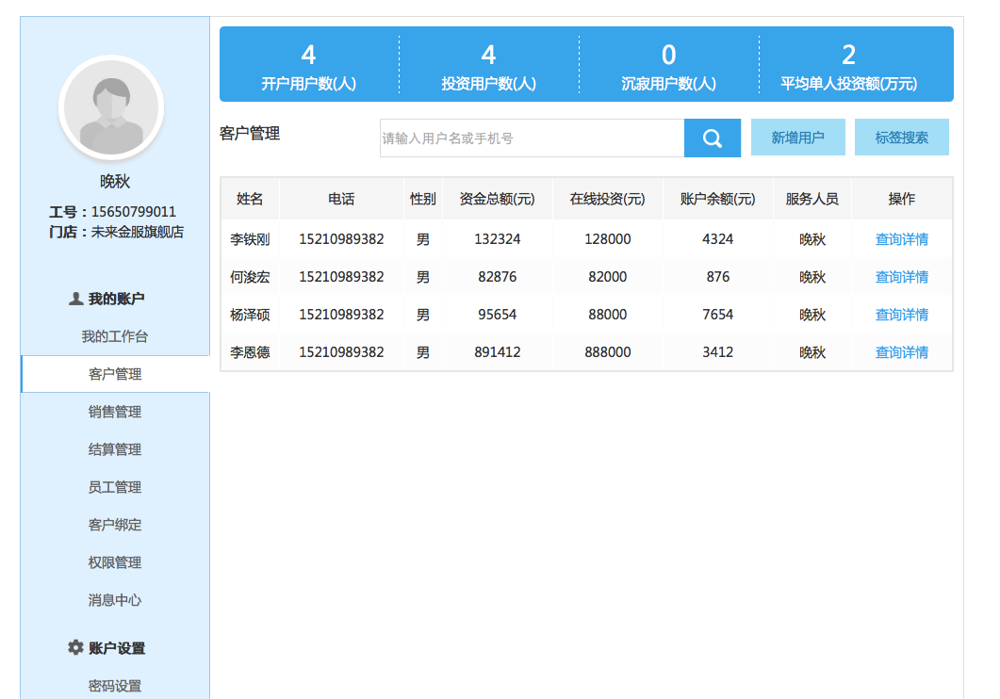 晚秋
工号：15650799011
门店：未来金服旗舰店
我的账户
我的工作台
客户管理
销售管理
结算管理
员工管理
客户绑定
权限管理
消息中心
账户设置
密码设置
4 4 0 2
开户用户数(人) 投资用户数(人) 沉寂用户数(人) 平均单人投资额(万元)
客户管理 请输入用户名或手机号 新增用户 标签搜索
姓名 电话 性别 资金总额(元) 在线投资(元) 账户余额(元) 服务人员 操作
李铁刚 15210989382 男 132324 128000 4324 晚秋 查询详情
何浚宏 15210989382 男 82876 82000 876 晚秋 查询详情
杨泽硕 15210989382 男 95654 88000 7654 晚秋 查询详情
李恩德 15210989382 男 891412 888000 3412 晚秋 查询详情